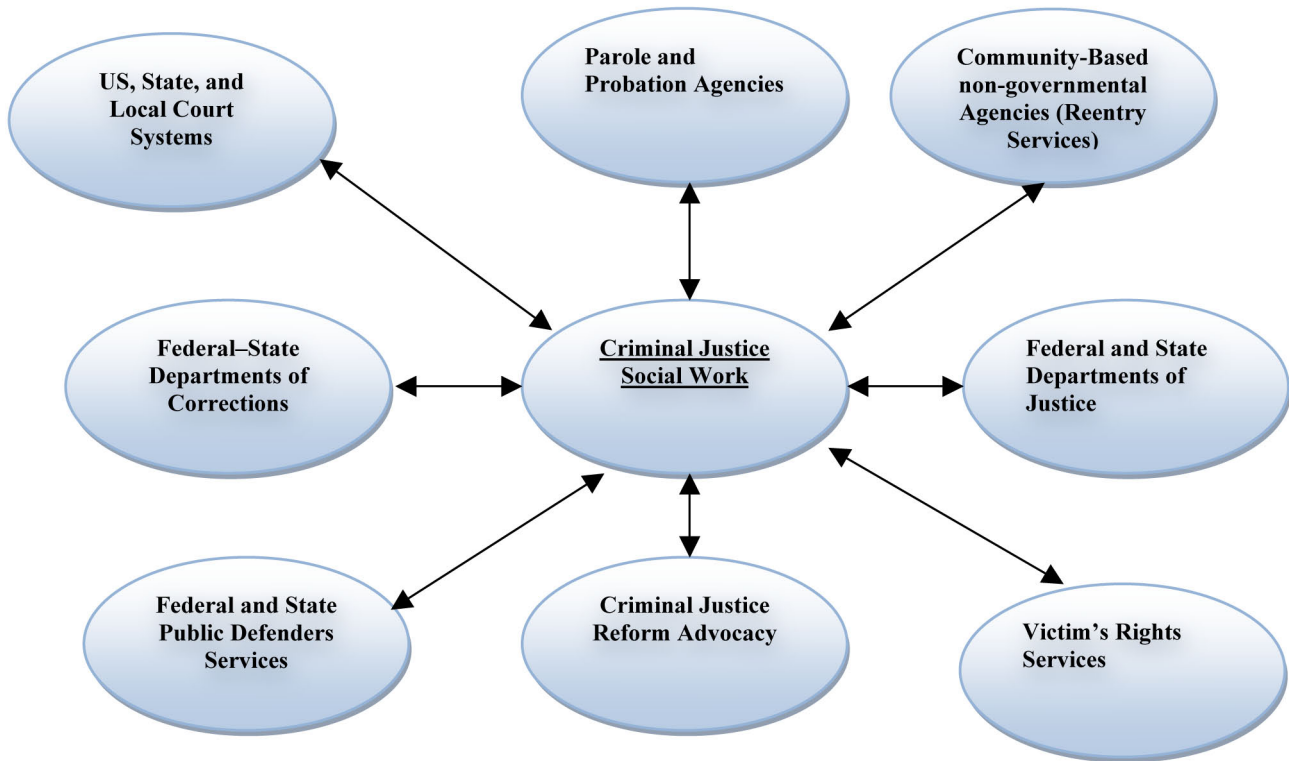 US, State, and
Local Court
Systems
Parole and
Probation Agencies
Community-Based
non-governmental
Agencies (Reentry
Services)
Federal–State
Departments of
Corrections
Criminal Justice
Social Work
Federal and State
Departments of
Justice
Federal and State
Public Defenders
Services
Criminal Justice
Reform Advocacy
Victim’s Rights
Services